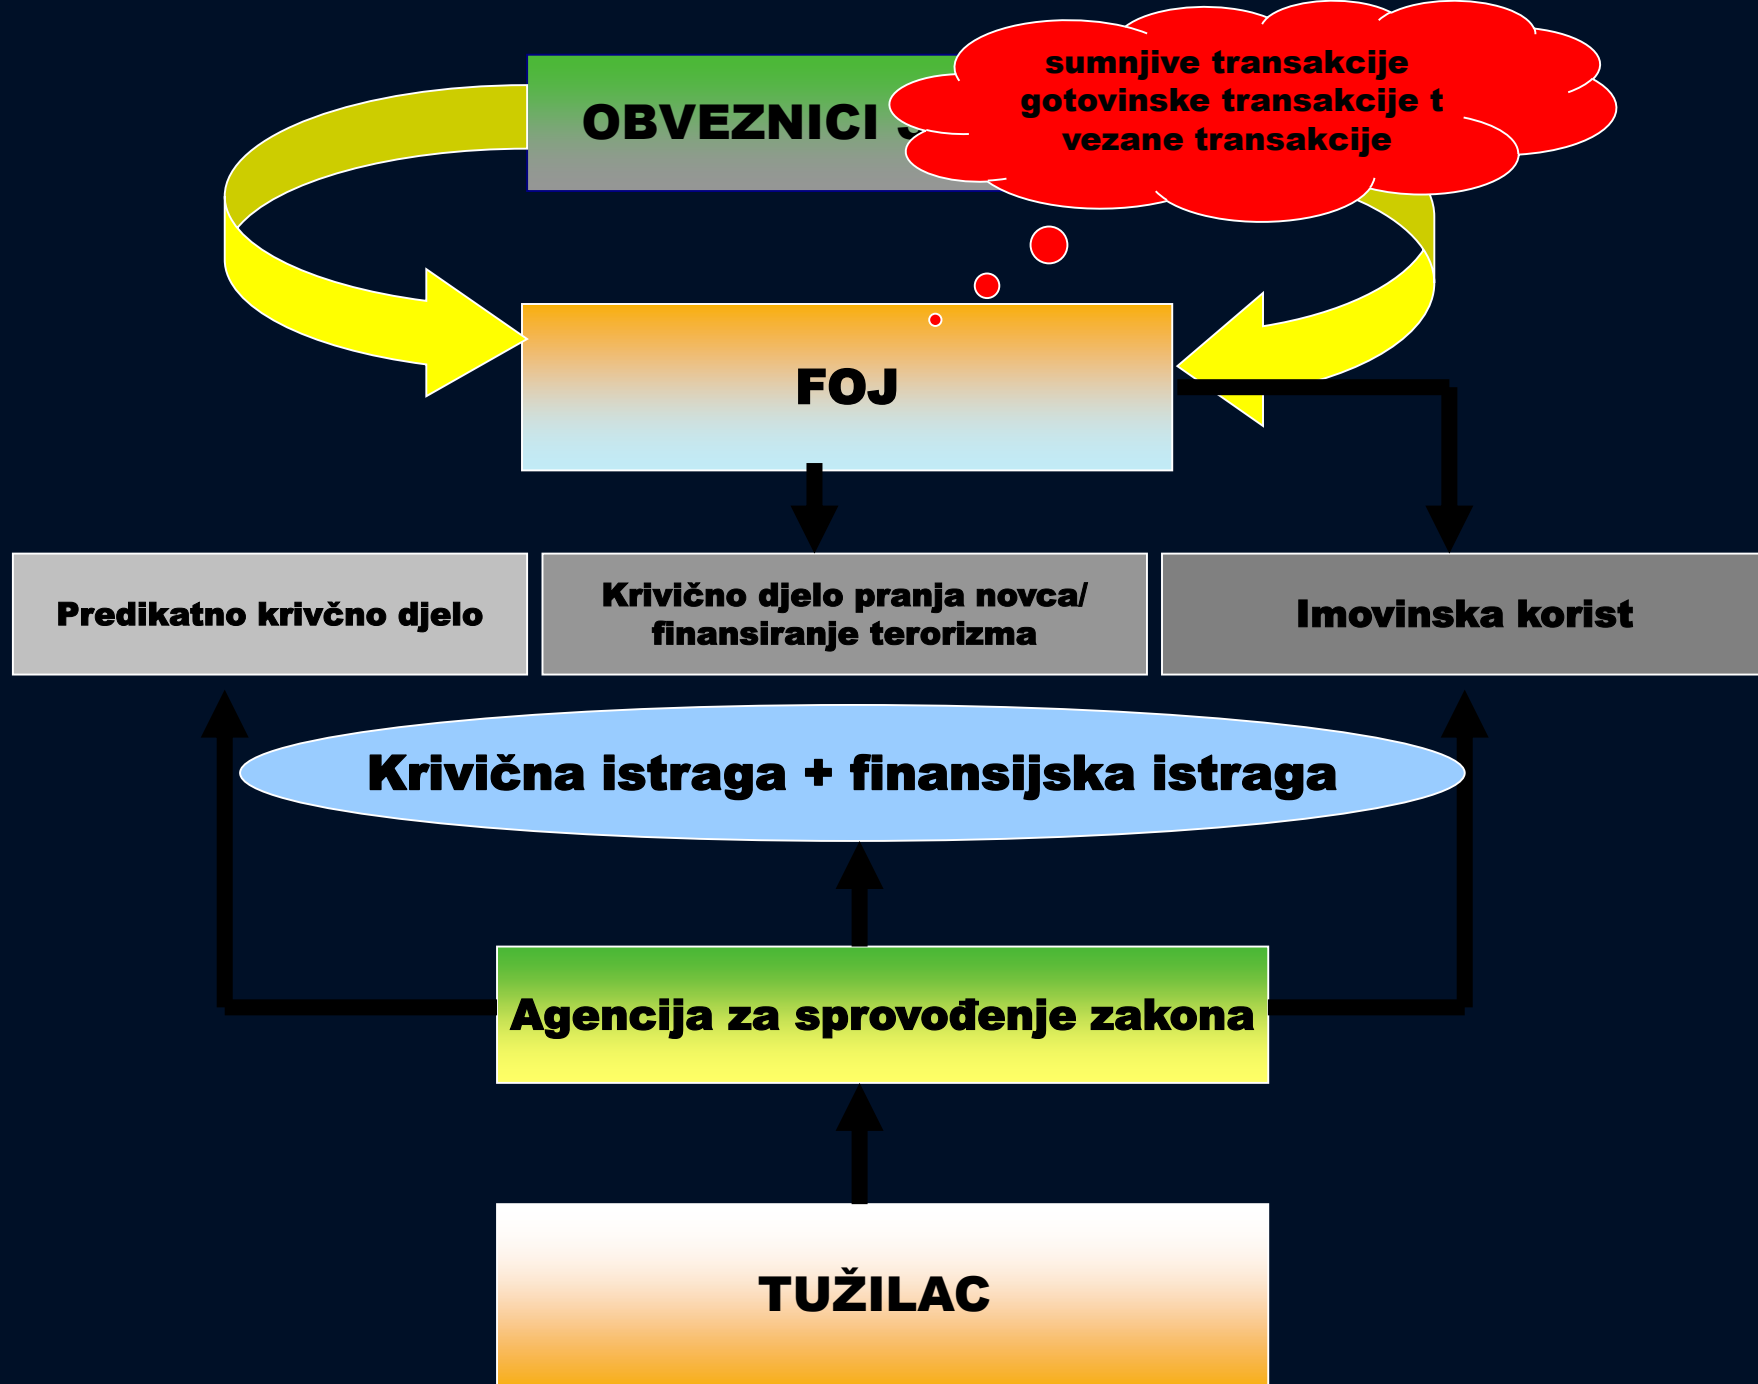 sumnjive transakcije
gotovinske transakcije t
vezane transakcije
OBVEZNICI
FOJ
Predikatno krivčno djelo
Krivično djelo pranja novca/
finansiranje terorizma
Imovinska korist
Krivična istraga + finansijska istraga
Agencija za sprovođenje zakona
TUŽILAC